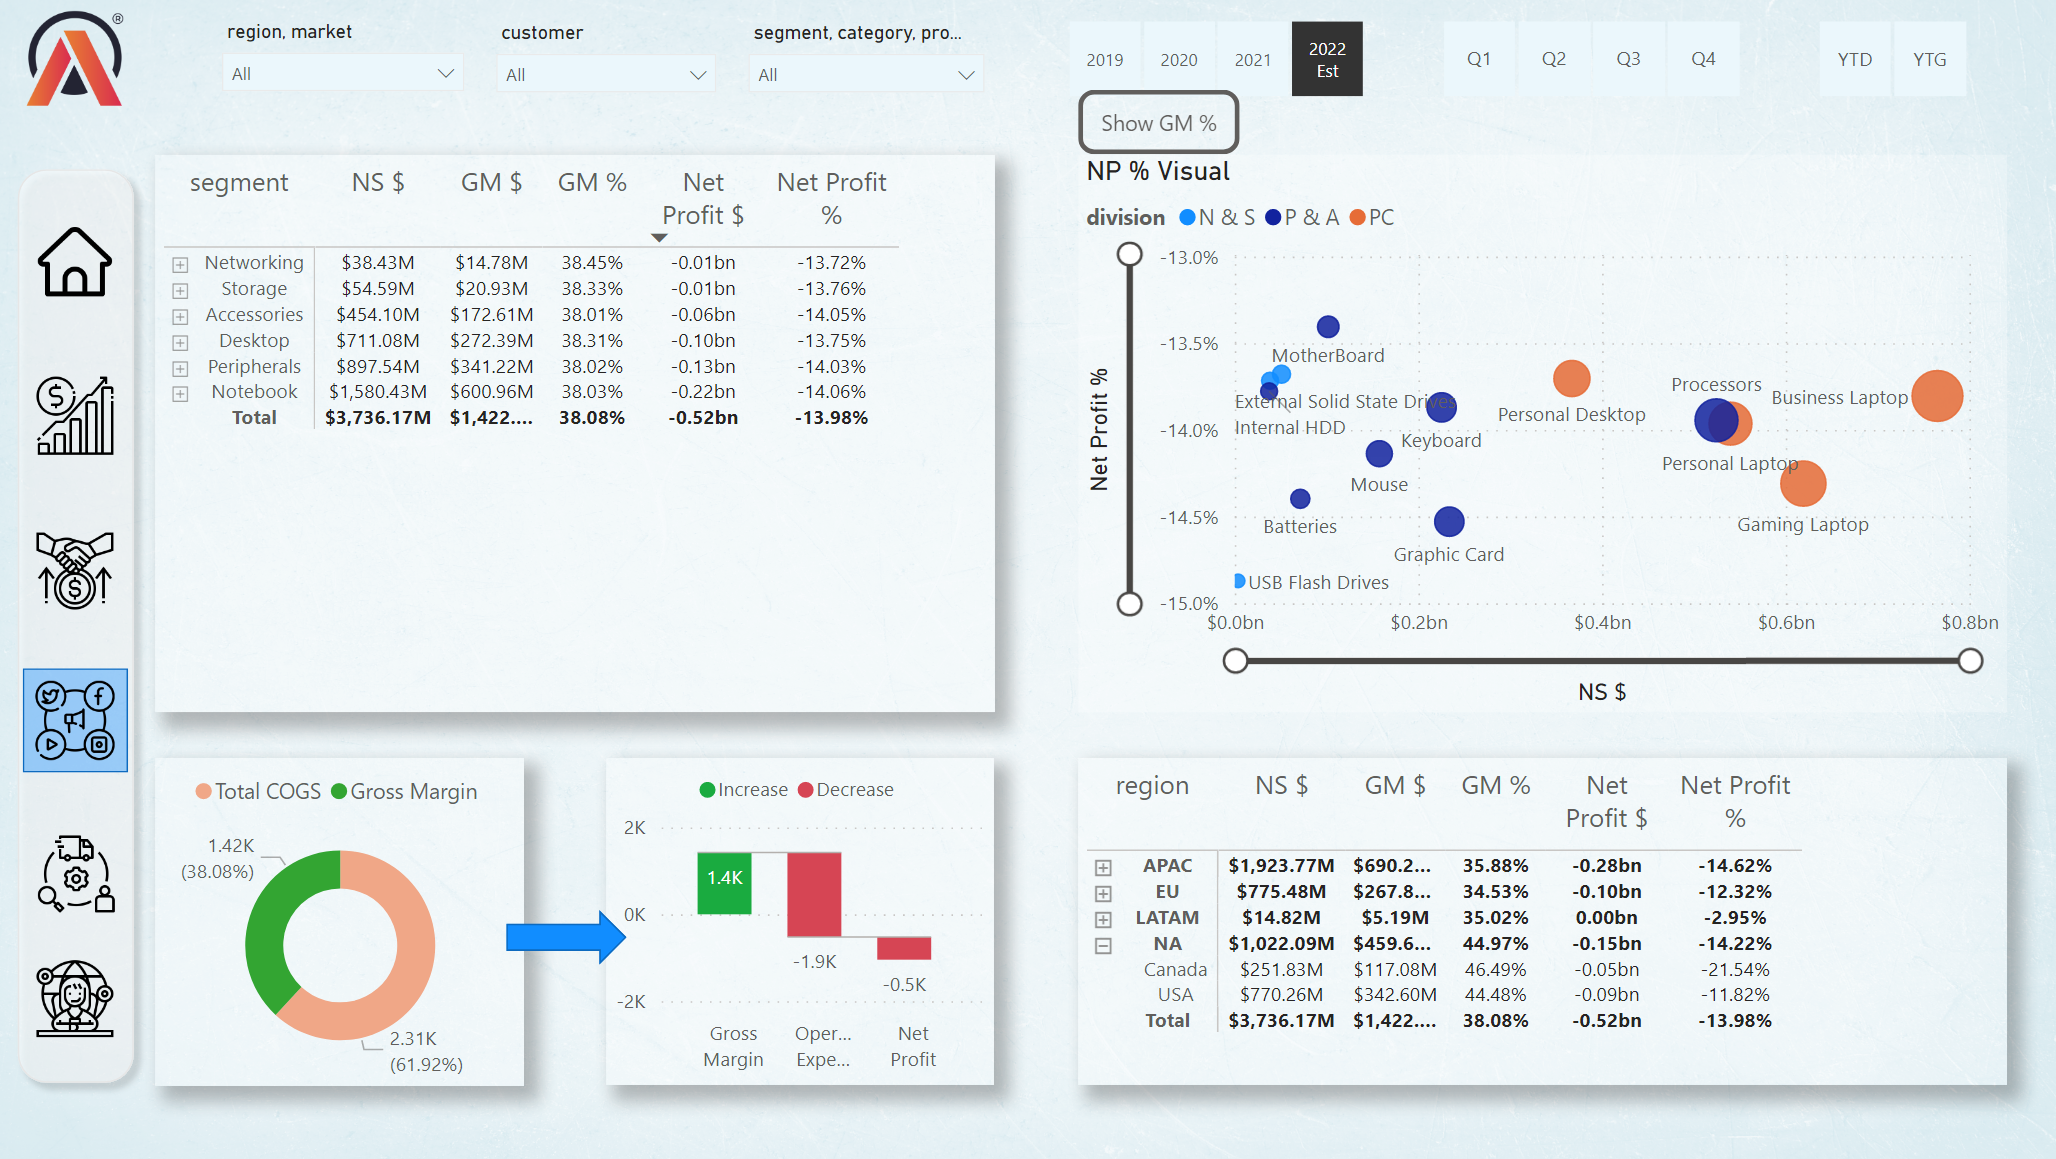 ®
region, market
customer
segment, category, pro...
All
All
All
2019
2020
2021
2022
Est
Q1
Q2
Q3
Q4
YTD
YTG
Show GM %
segment NS $ GM $ GM % Net Profit $ Net Profit %
Networking $38.43M $14.78M 38.45% -0.01bn -13.72%
Storage $54.59M $20.93M 38.33% -0.01bn -13.76%
Accessories $454.10M $172.61M 38.01% -0.06bn -14.05%
Desktop $711.08M $272.39M 38.31% -0.10bn -13.75%
Peripherals $897.54M $341.22M 38.02% -0.13bn -14.03%
Notebook $1,580.43M $600.96M 38.03% -0.22bn -14.06%
Total $3,736.17M $1,422.... 38.08% -0.52bn -13.98%
NP % Visual
division N & S P & A PC
Net Profit %
-13.0%
-13.5%
-14.0%
-14.5%
-15.0%
MotherBoard
External Solid State Drives
Internal HDD
Keyboard
Mouse
Batteries
Graphic Card
USB Flash Drives
Personal Desktop
Processors
Business Laptop
Personal Laptop
Gaming Laptop
$0.0bn $0.2bn $0.4bn $0.6bn $0.8bn
NS $
Total COGS Gross Margin
1.42K
(38.08%)
2.31K
(61.92%)
Increase Decrease
2K
0K
-2K
1.4K
-1.9K
-0.5K
Gross
Margin
Oper...
Expe...
Net
Profit
region NS $ GM $ GM % Net Profit $ Net Profit %
APAC $1,923.77M $690.2... 35.88% -0.28bn -14.62%
EU $775.48M $267.8... 34.53% -0.10bn -12.32%
LATAM $14.82M $5.19M 35.02% 0.00bn -2.95%
NA $1,022.09M $459.6... 44.97% -0.15bn -14.22%
Canada $251.83M $117.08M 46.49% -0.05bn -21.54%
USA $770.26M $342.60M 44.48% -0.09bn -11.82%
Total $3,736.17M $1,422.... 38.08% -0.52bn -13.98%